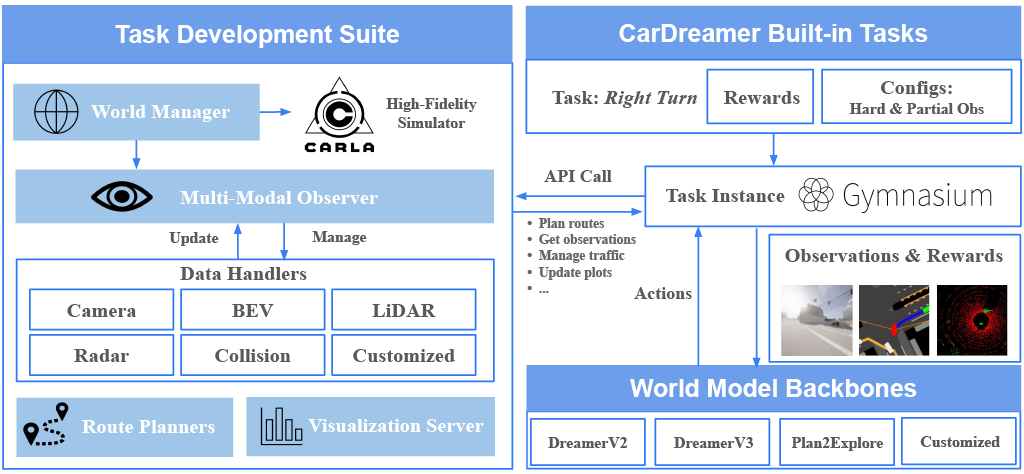 Task Development Suite
World Manager
CARLA
High-Fidelity
Simulator
Multi-Modal Observer
Update
Manage
Data Handlers
Camera
BEV
LiDAR
Radar
Collision
Customized
Route Planners
Visualization Server
CarDreamer Built-in Tasks
Task: Right Turn
Rewards
Configs:
Hard & Partial Obs
API Call
Task Instance
Gymnasium
• Plan routes
• Get observations
• Manage traffic
• Update plots
• ...
Actions
Observations & Rewards
World Model Backbones
DreamerV2
DreamerV3
Plan2Explore
Customized